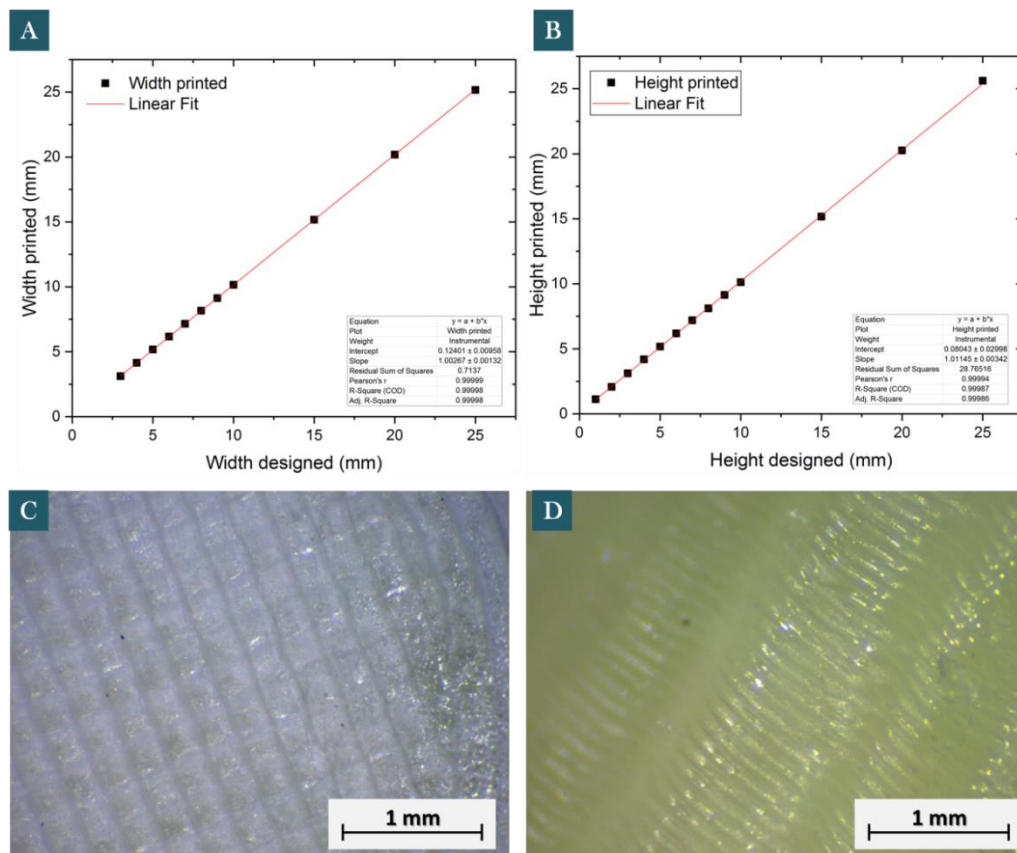 A
Width printed
Linear Fit
25
20
15
10
5
0
Width printed (mm)
Equation y = a + b*x
Plot Width printed
Weight Instrumental
Intercept 0.12401 ± 0.00958
Slope 1.00267 ± 0.00132
Residual Sum of Squares 0.7137
Pearson's r 0.99999
R-Square (COD) 0.99998
Adj. R-Square 0.99998
0 5 10 15 20 25
Width designed (mm)
B
Height printed
Linear Fit
25
20
15
10
5
0
Height printed (mm)
Equation y = a + b*x
Plot Height printed
Weight Instrumental
Intercept 0.08043 ± 0.02998
Slope 1.01145 ± 0.00342
Residual Sum of Squares 28.76516
Pearson's r 0.99994
R-Square (COD) 0.99987
Adj. R-Square 0.99986
0 5 10 15 20 25
Height designed (mm)
C
1 mm
D
1 mm